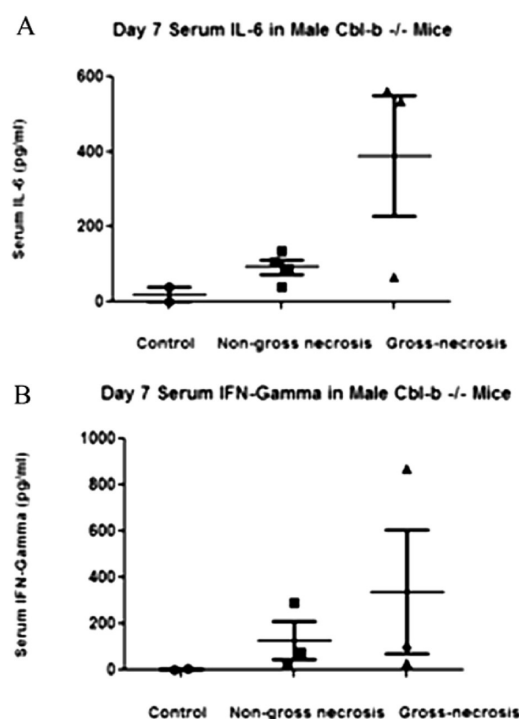 A
Day 7 Serum IL-6 in Male Cbl-b -/- Mice
600
400
200
0
Serum IL-6 (pg/ml)
Control Non-gross necrosis Gross-necrosis
B
Day 7 Serum IFN-Gamma in Male Cbl-b -/- Mice
1000
800
600
400
200
0
Serum IFN-Gamma (pg/ml)
Control Non-gross necrosis Gross-necrosis